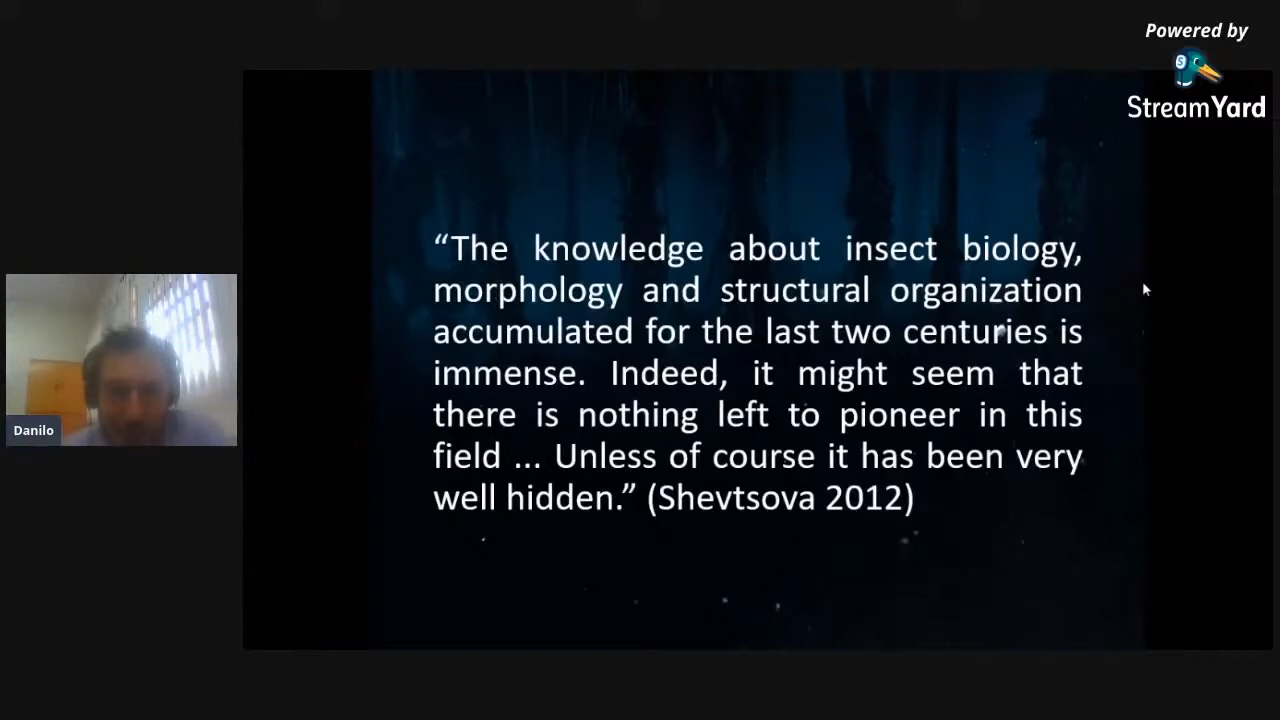 Powered by
StreamYard
“The knowledge about insect biology,
morphology and structural organization
accumulated for the last two centuries is
immense. Indeed, it might seem that
there is nothing left to pioneer in this
field ... Unless of course it has been very
well hidden.” (Shevtsova 2012)
Danilo